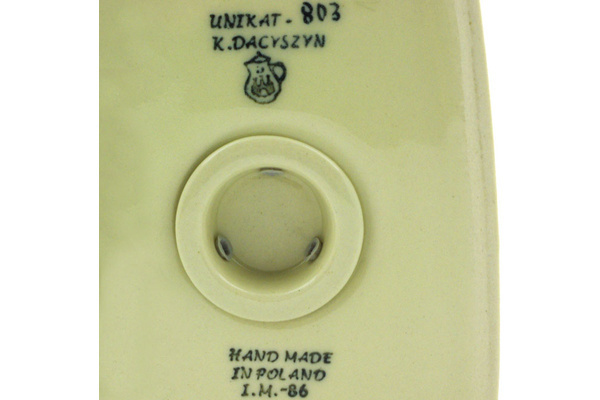 UNIKAT - 803
K. DACYSZYN
HAND MADE
IN POLAND
I.M.-86